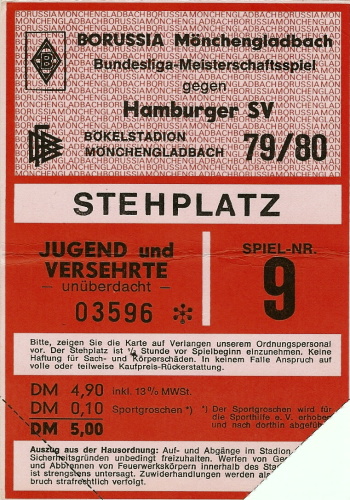 BORUSSIA Mönchengladbach
Bundesliga-Meisterschaftsspiel
gegen
Hamburger SV
BÖKELSTADION
MÖNCHENGLADBACH
79/80
STEHPLATZ
JUGEND und
VERSEHRTE
- unüberdacht -
03596 *
SPIEL-NR.
9
Bitte, zeigen Sie die Karte auf Verlangen unserem Ordnungspersonal
vor. Der Stehplatz ist ½ Stunde vor Spielbeginn einzunehmen. Keine
Haftung für Sach- und Körperschäden. In keinem Falle Anspruch auf
volle oder teilweise Kaufpreis-Rückerstattung.
DM 4,90 inkl. 13% MWSt.
DM 0,10 Sportgroschen*) *) Der Sportgroschen wird für
die Sporthilfe e.V. erhoben
DM 5,00 und nach dorthin abgeführt
Auszug aus der Hausordnung: Auf- und Abgänge im Stadion
Sicherheitsgründen unbedingt freizuhalten. Werfen von
und Abbrennen von Feuerwerkskörpern innerhalb des
ist strengstens untersagt. Zuwiderhandlungen
bruch strafrechtlich verfolgt.